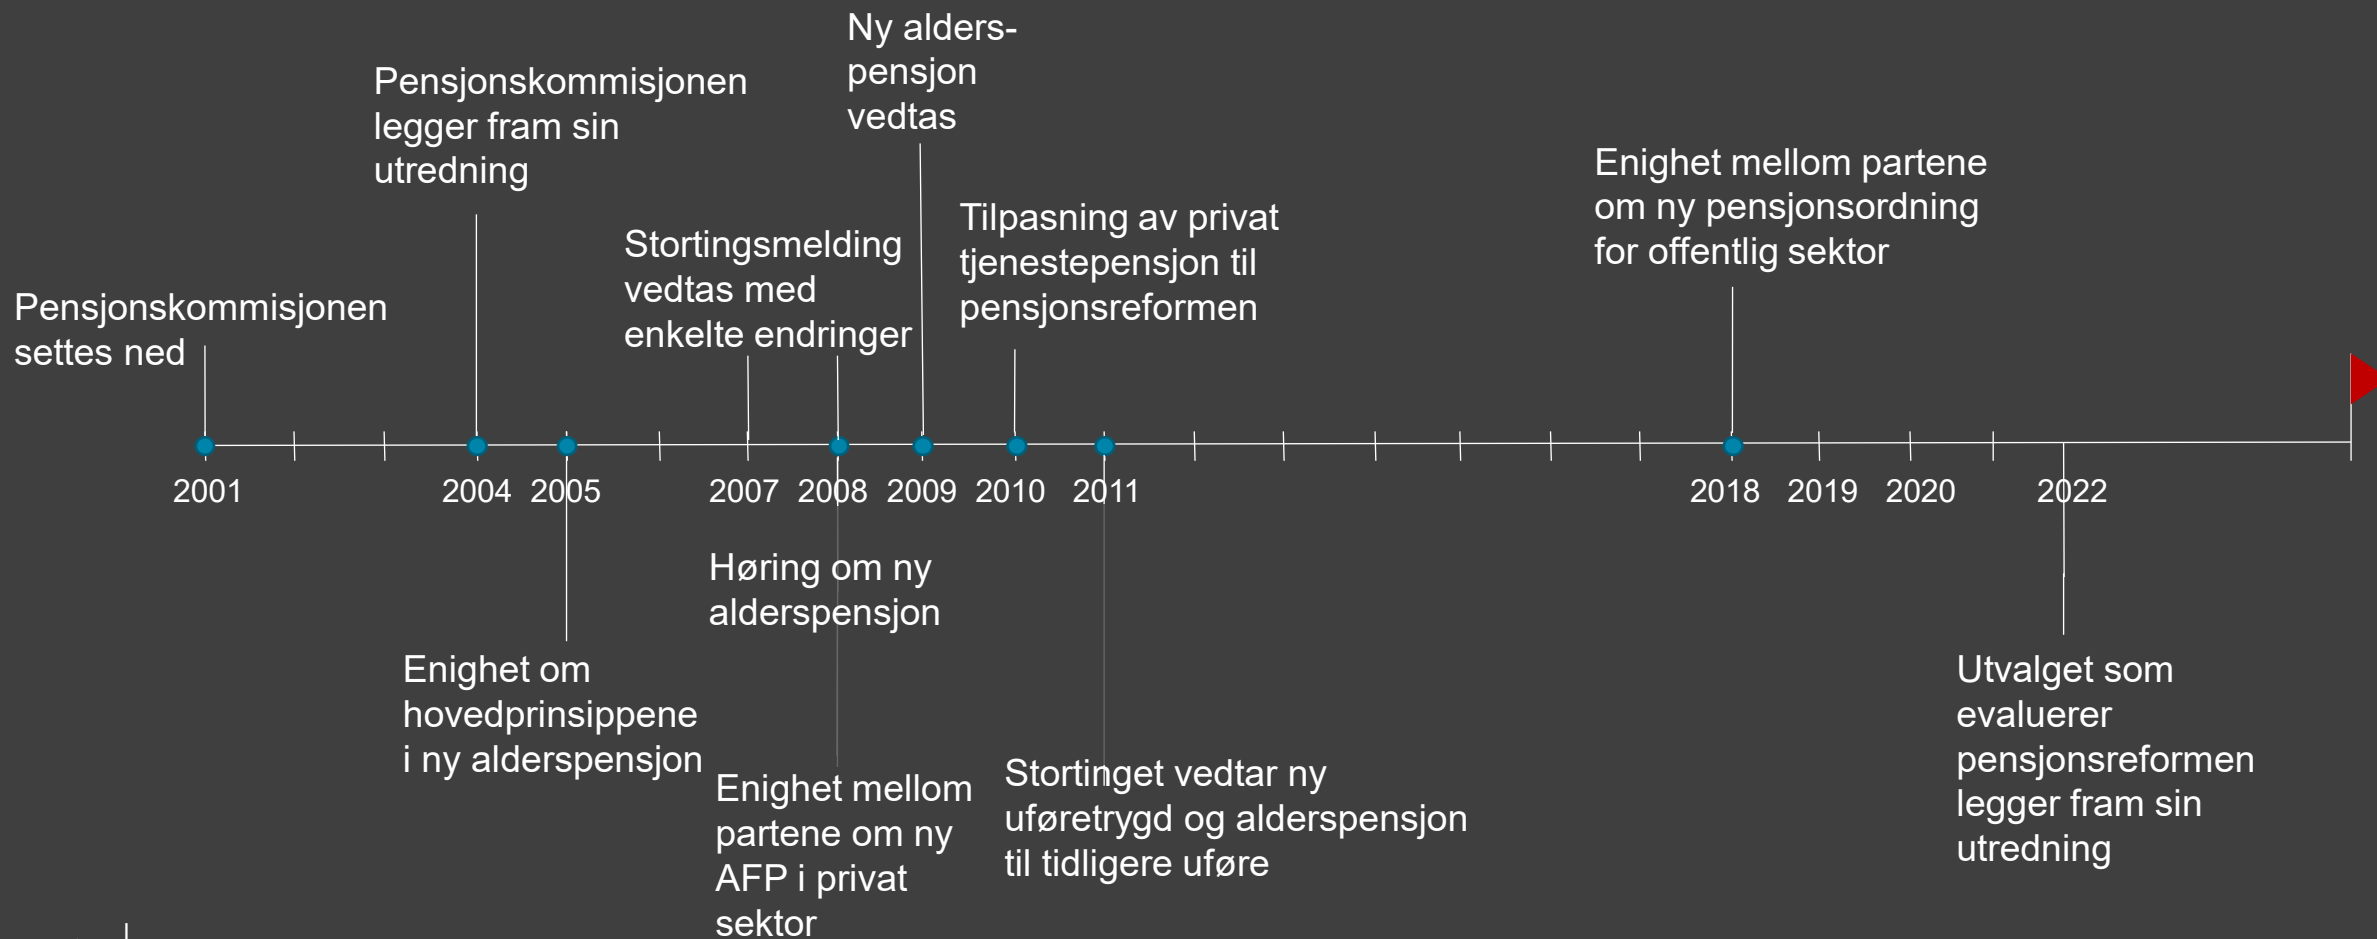 Ny alders-
pensjon
vedtas
Pensjonskommisjonen
legger fram sin
utredning
Enighet mellom partene
om ny pensjonsordning
for offentlig sektor
Tilpasning av privat
tjenestepensjon til
pensjonsreformen
Stortingsmelding
vedtas med
enkelte endringer
Pensjonskommisjonen
settes ned
2001 2004 2005 2007 2008 2009 2010 2011 2018 2019 2020 2022
Høring om ny
alderspensjon
Enighet om
hovedprinsippene
i ny alderspensjon
Enighet mellom
partene om ny
AFP i privat
sektor
Stortinget vedtar ny
uføretrygd og alderspensjon
til tidligere uføre
Utvalget som
evaluerer
pensjonsreformen
legger fram sin
utredning